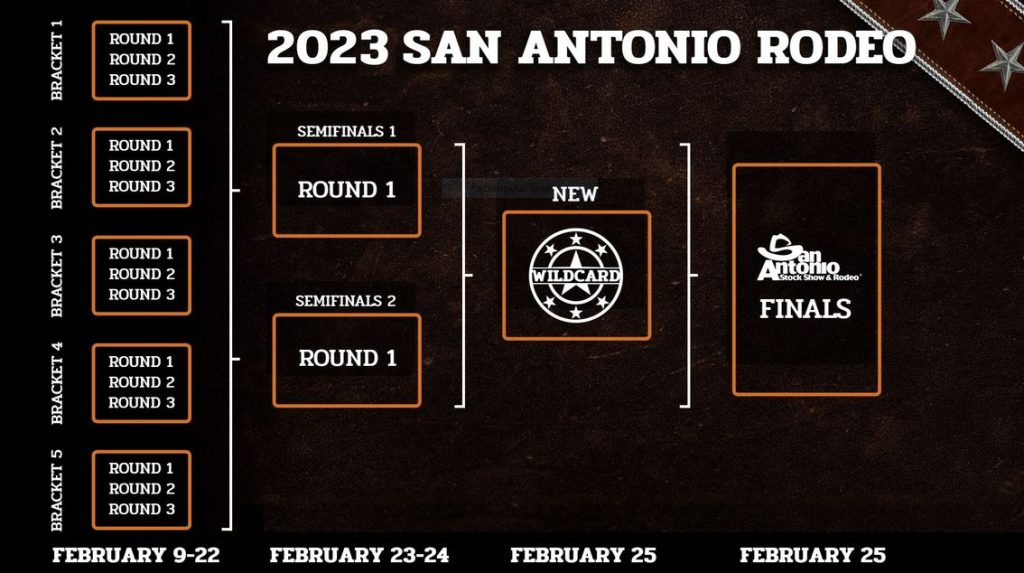 2023 SAN ANTONIO RODEO
BRACKET 1
ROUND 1
ROUND 2
ROUND 3
BRACKET 2
ROUND 1
ROUND 2
ROUND 3
BRACKET 3
ROUND 1
ROUND 2
ROUND 3
BRACKET 4
ROUND 1
ROUND 2
ROUND 3
BRACKET 5
ROUND 1
ROUND 2
ROUND 3
FEBRUARY 9-22
SEMIFINALS 1
ROUND 1
SEMIFINALS 2
ROUND 1
FEBRUARY 23-24
NEW
WILDCARD
FEBRUARY 25
San
Antonio
Stock Show & Rodeo
FINALS
FEBRUARY 25